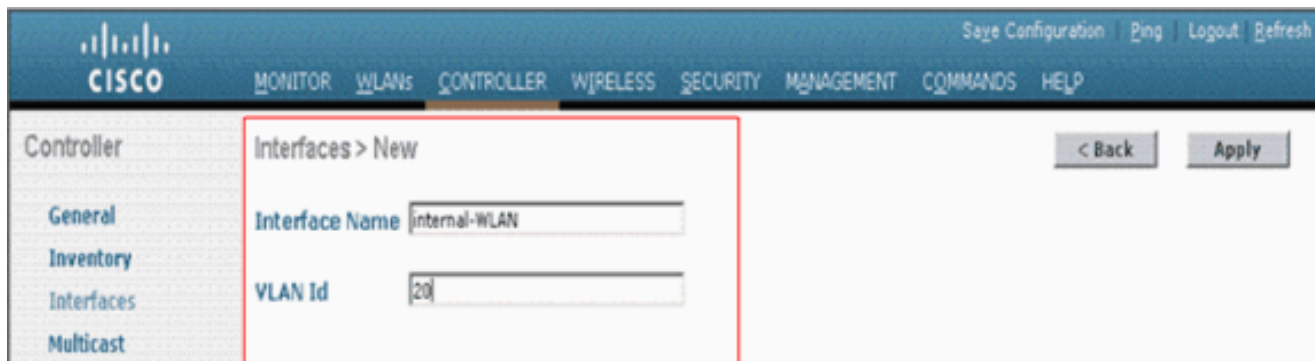 Save Configuration | Ping | Logout | Refresh
CISCO
MONITOR WLANs CONTROLLER WIRELESS SECURITY MANAGEMENT COMMANDS HELP
Controller
Interfaces > New
< Back
Apply
General
Inventory
Interfaces
Multicast
Interface Name internal-WLAN
VLAN Id 20